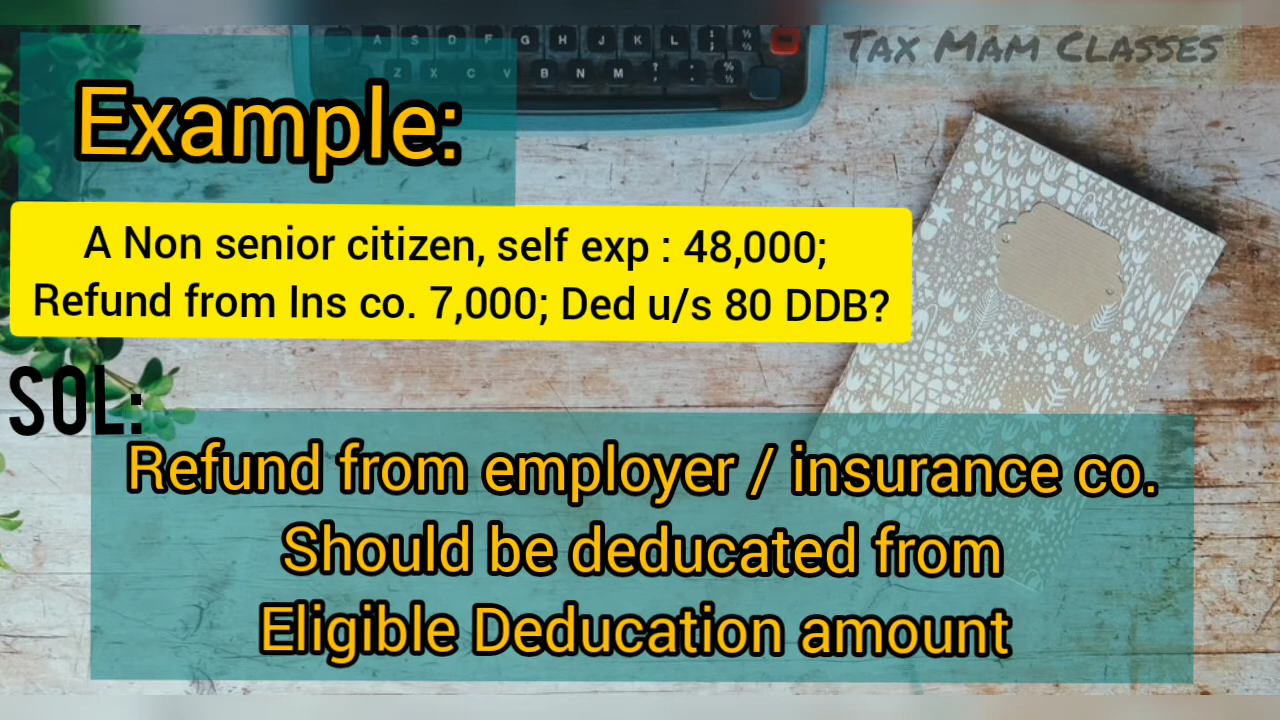 TAX MAM CLASSES
Example:
A Non senior citizen, self exp : 48,000;
Refund from Ins co. 7,000; Ded u/s 80 DDB?
SOL:
Refund from employer / insurance co.
Should be deducated from
Eligible Deducation amount
A S D F G H J K L
Z X C V B N M